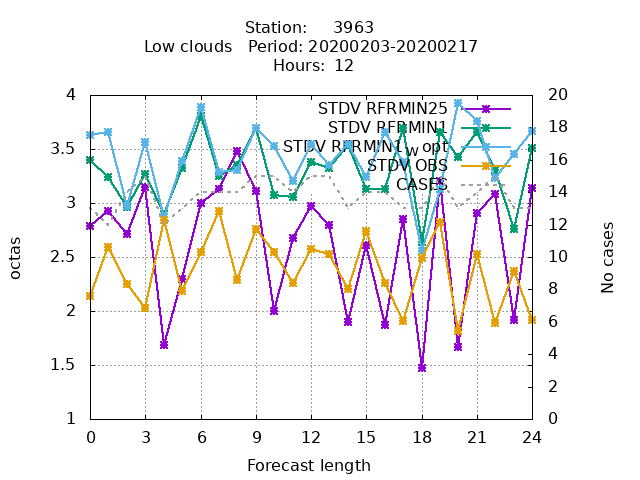 Station: 3963
Low clouds Period: 20200203-20200217
Hours: 12
STDV RFRMIN25
STDV RFRMIN1
STDV RFRMIN1_W_opt
STDV OBS
CASES
4
3.5
3
2.5
2
1.5
1
20
18
16
14
12
10
8
6
4
2
0
octas
No cases
0 3 6 9 12 15 18 21 24
Forecast length